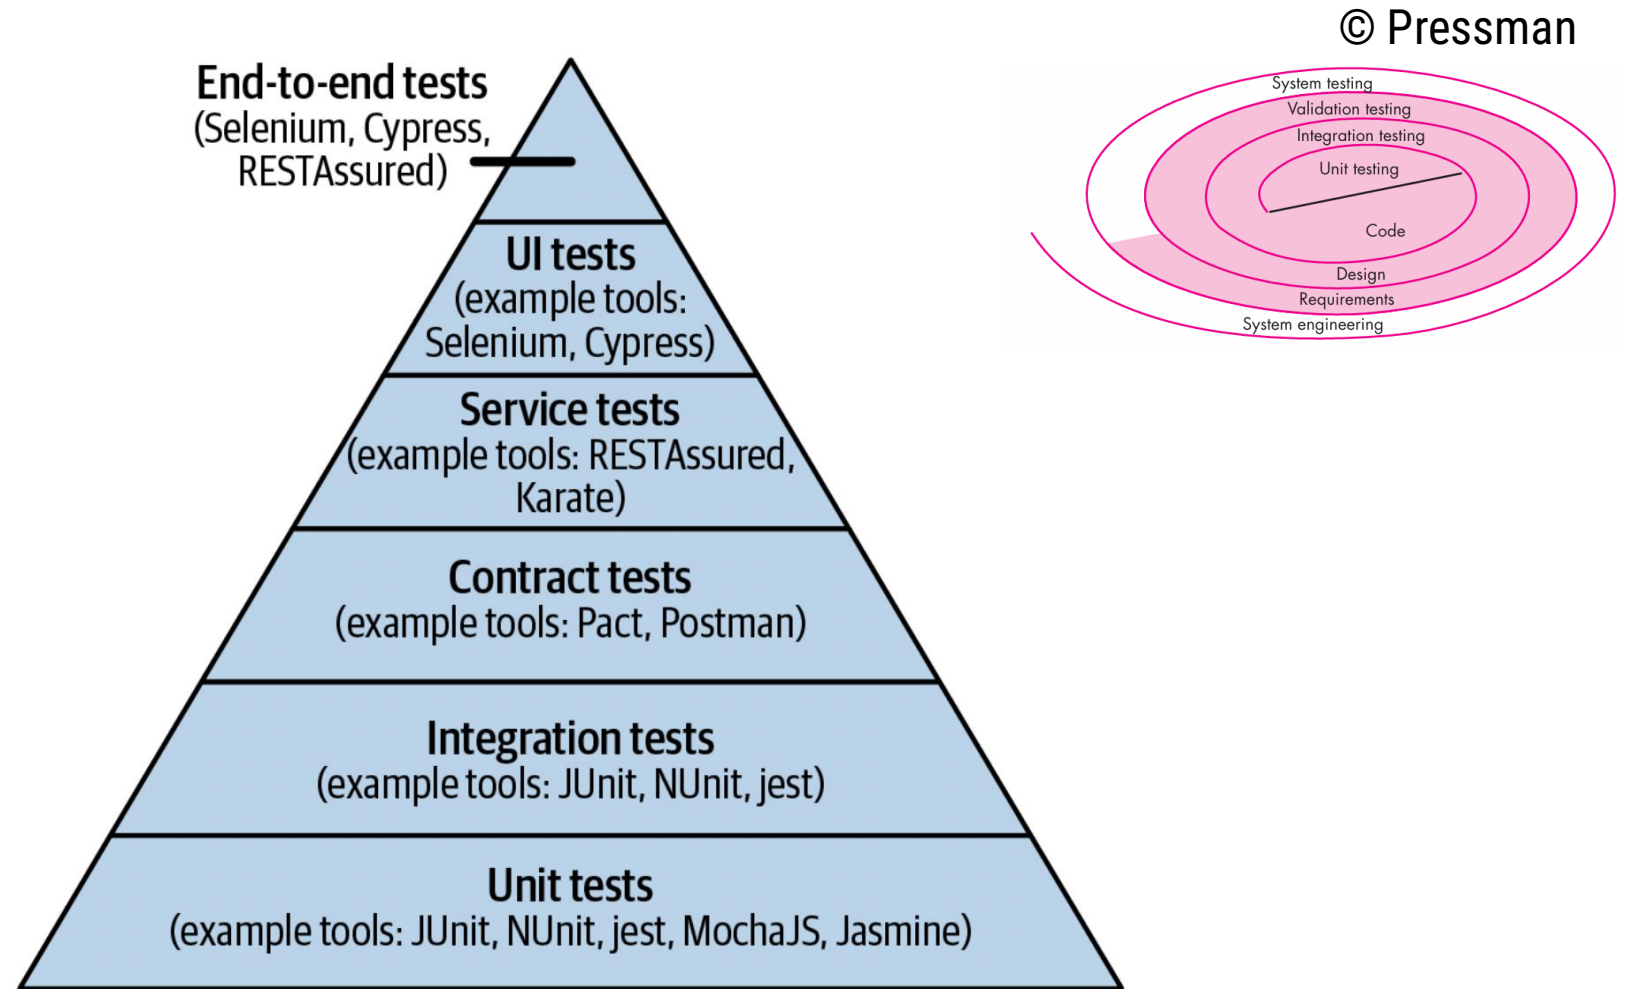 © Pressman
End-to-end tests
(Selenium, Cypress,
RESTAssured)
UI tests
(example tools:
Selenium, Cypress)
Service tests
(example tools: RESTAssured,
Karate)
Contract tests
(example tools: Pact, Postman)
Integration tests
(example tools: JUnit, NUnit, jest)
Unit tests
(example tools: JUnit, NUnit, jest, MochaJS, Jasmine)
System testing
Validation testing
Integration testing
Unit testing
Code
Design
Requirements
System engineering